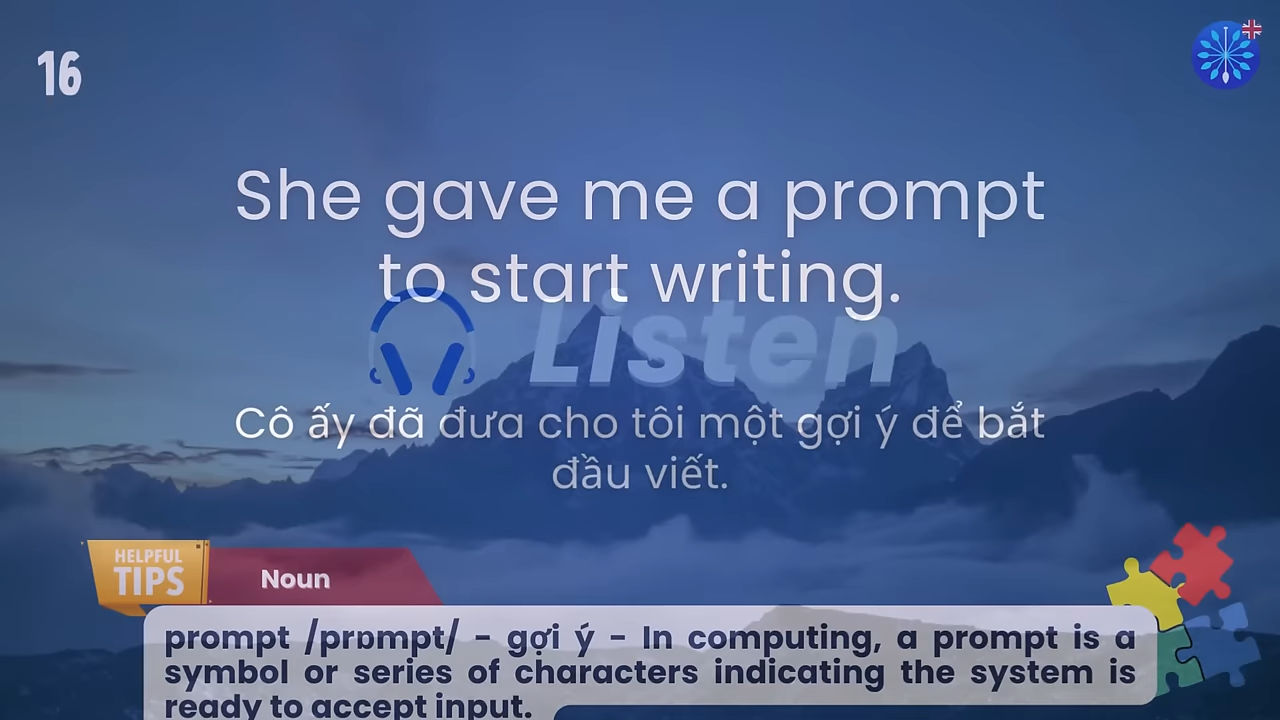 16
She gave me a prompt
to start writing.
Listen
Cô ấy đã đưa cho tôi một gợi ý để bắt
đầu viết.
HELPFUL
TIPS
Noun
prompt /prɒmpt/ - gợi ý - In computing, a prompt is a
symbol or series of characters indicating the system is
ready to accept input.